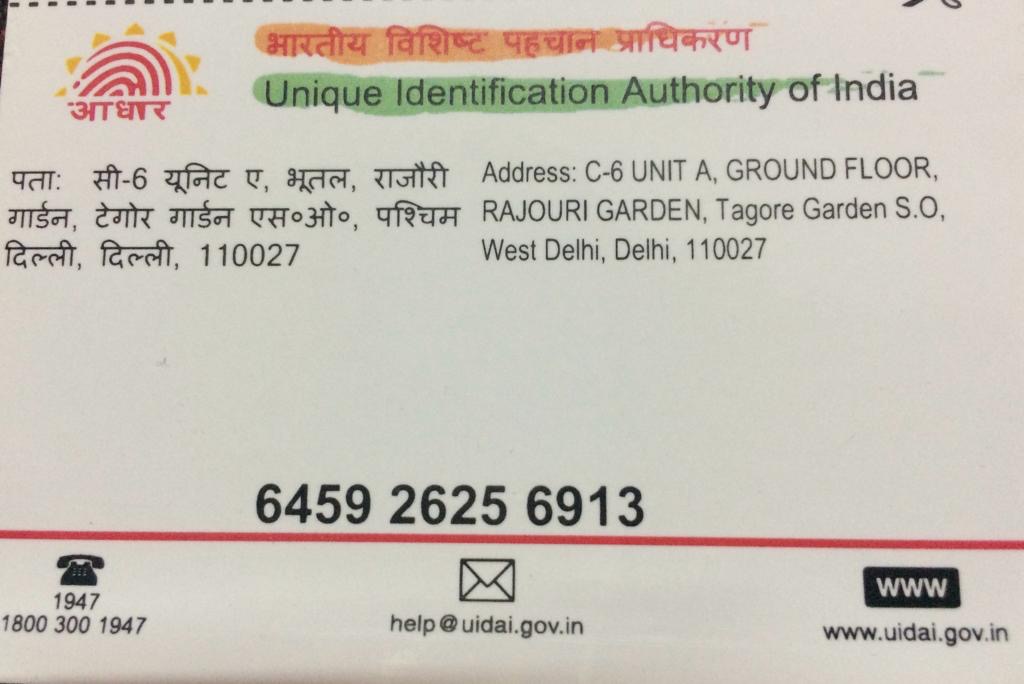 भारतीय विशिष्ट पहचान प्राधिकरण
Unique Identification Authority of India
आधार
पता: सी-6 यूनिट ए, भूतल, राजौरी
गार्डन, टेगोर गार्डन एस०ओ०, पश्चिम
दिल्ली, दिल्ली, 110027
Address: C-6 UNIT A, GROUND FLOOR,
RAJOURI GARDEN, Tagore Garden S.O,
West Delhi, Delhi, 110027
6459 2625 6913
1947
1800 300 1947
help@uidai.gov.in
www
www.uidai.gov.in